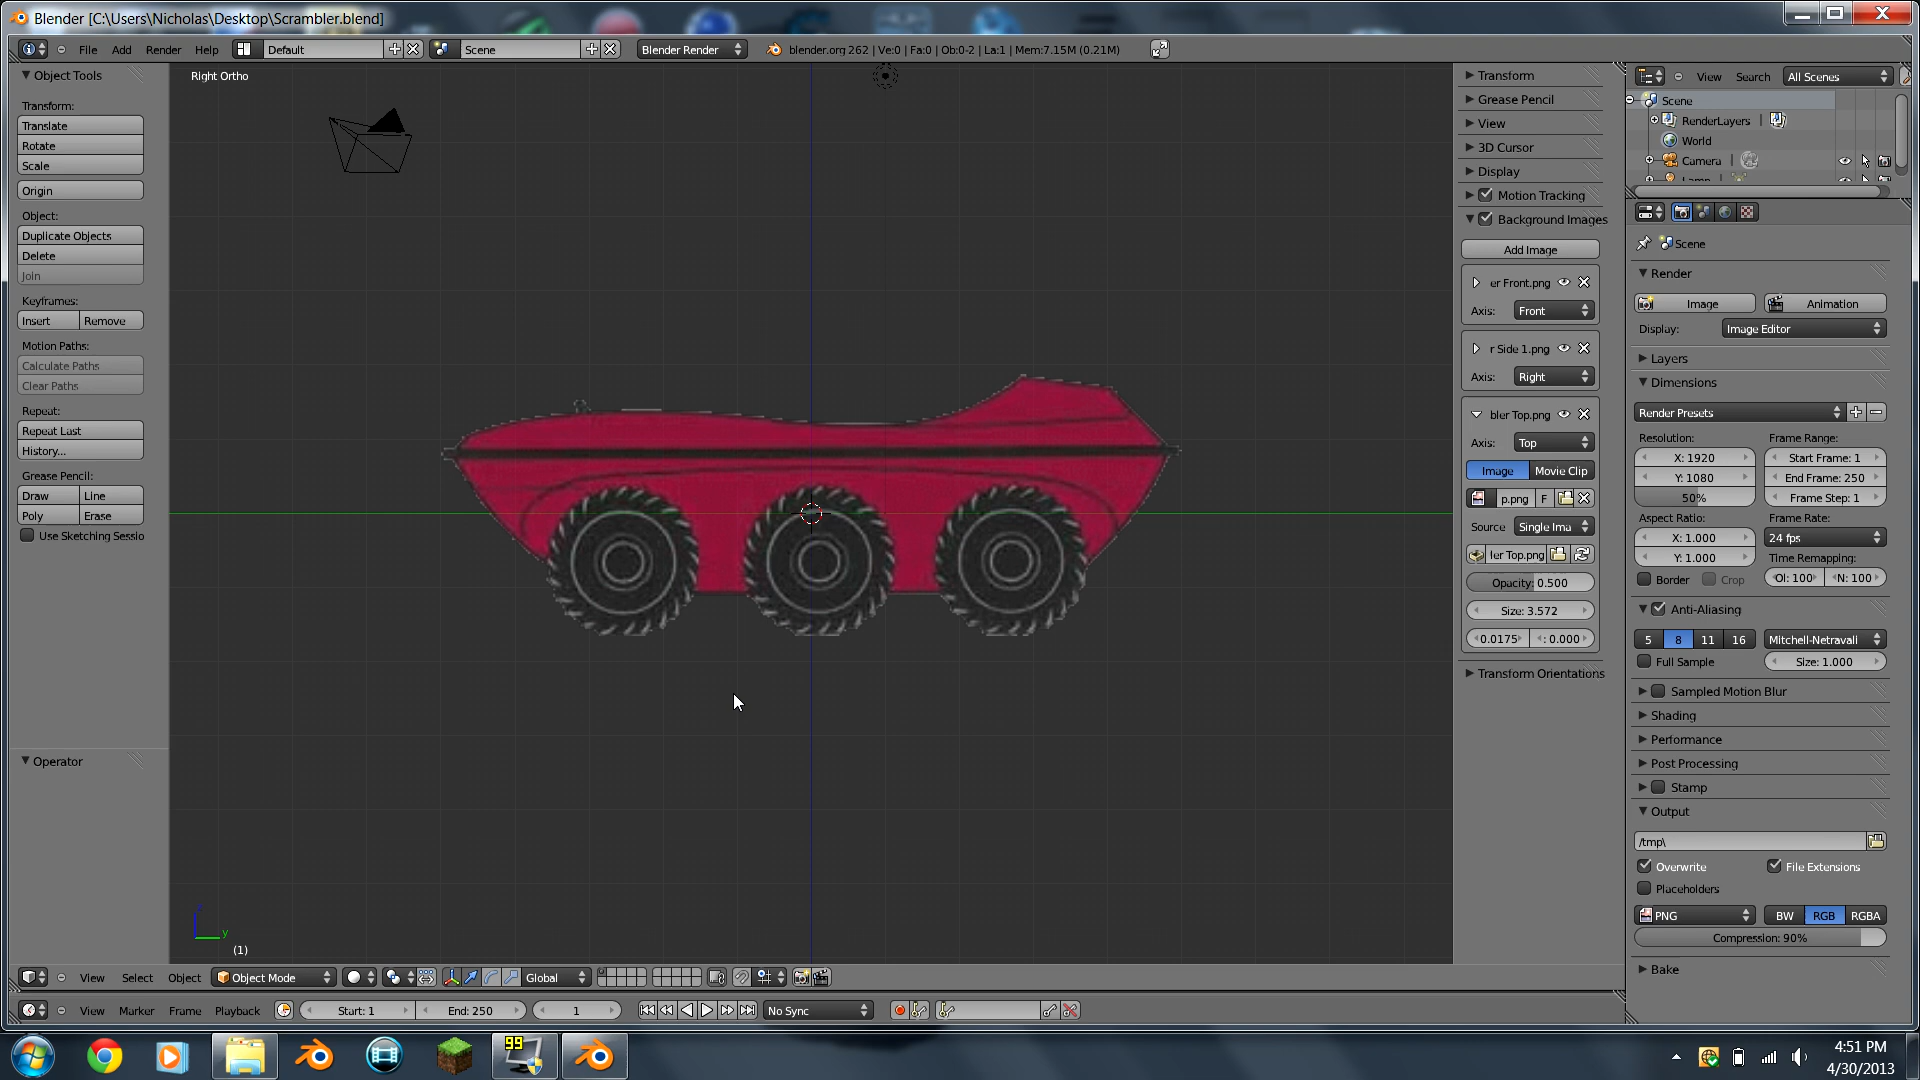 Blender [C:\Users\Nicholas\Desktop\Scrambler.blend]
File Add Render Help Default Scene Blender Render blender.org 262 | Ve:0 | Fa:0 | Ob:0-2 | La:1 | Mem:7.15M (0.21M)
Object Tools
Transform:
Translate
Rotate
Scale
Origin
Object:
Duplicate Objects
Delete
Join
Keyframes:
Insert Remove
Motion Paths:
Calculate Paths
Clear Paths
Repeat:
Repeat Last
History...
Grease Pencil:
Draw Line
Poly Erase
Use Sketching Sessio
Operator
Right Ortho
z
y
(1)
Transform
Grease Pencil
View
3D Cursor
Display
Motion Tracking
Background Images
Add Image
er Front.png
Axis: Front
r Side 1.png
Axis: Right
bler Top.png
Axis: Top
Image Movie Clip
p.png F
Source Single Ima
ler Top.png
Opacity: 0.500
Size: 3.572
0.0175 : 0.000
Transform Orientations
View Search All Scenes
Scene
RenderLayers |
World
Camera |
Lamp
Scene
Render
Image Animation
Display: Image Editor
Layers
Dimensions
Render Presets
Resolution: Frame Range:
X: 1920 Start Frame: 1
Y: 1080 End Frame: 250
50% Frame Step: 1
Aspect Ratio: Frame Rate:
X: 1.000 24 fps
Y: 1.000 Time Remapping:
Border Crop Ol: 100 N: 100
Anti-Aliasing
5 8 11 16 Mitchell-Netravali
Full Sample Size: 1.000
Sampled Motion Blur
Shading
Performance
Post Processing
Stamp
Output
/tmp\
Overwrite File Extensions
Placeholders
PNG BW RGB RGBA
Compression: 90%
Bake
View Select Object Object Mode Global
View Marker Frame Playback Start: 1 End: 250 1 No Sync
99
4:51 PM
4/30/2013